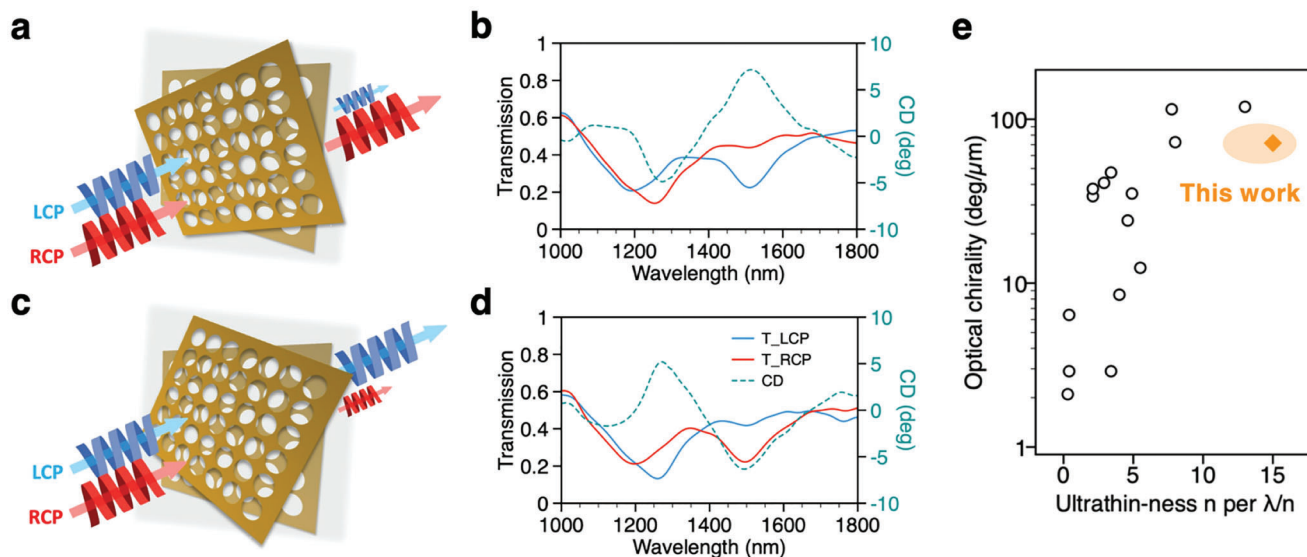 a
LCP
RCP
b
Transmission
1
0.8
0.6
0.4
0.2
0
1000 1200 1400 1600 1800
Wavelength (nm)
10
5
0
-5
-10
CD (deg)
c
LCP
RCP
d
Transmission
1
0.8
0.6
0.4
0.2
0
T_LCP
T_RCP
CD
1000 1200 1400 1600 1800
Wavelength (nm)
10
5
0
-5
-10
CD (deg)
e
Optical chirality (deg/μm)
100
10
1
This work
0 5 10 15
Ultrathin-ness n per λ/n